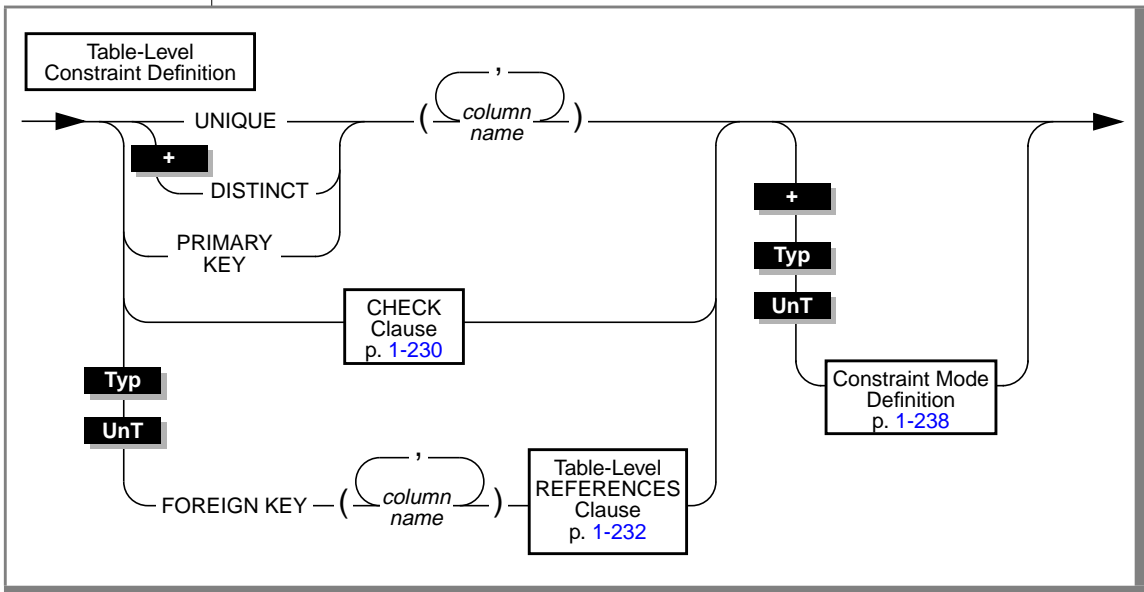 Table-Level
Constraint Definition
UNIQUE
+
DISTINCT
PRIMARY
KEY
(
,
column
name
)
CHECK
Clause
p. 1-230
Typ
UnT
FOREIGN KEY
(
,
column
name
)
Table-Level
REFERENCES
Clause
p. 1-232
+
Typ
UnT
Constraint Mode
Definition
p. 1-238